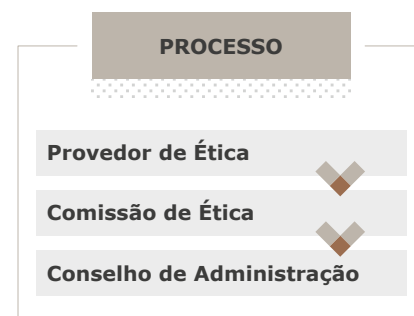 PROCESSO
Provedor de Ética
Comissão de Ética
Conselho de Administração